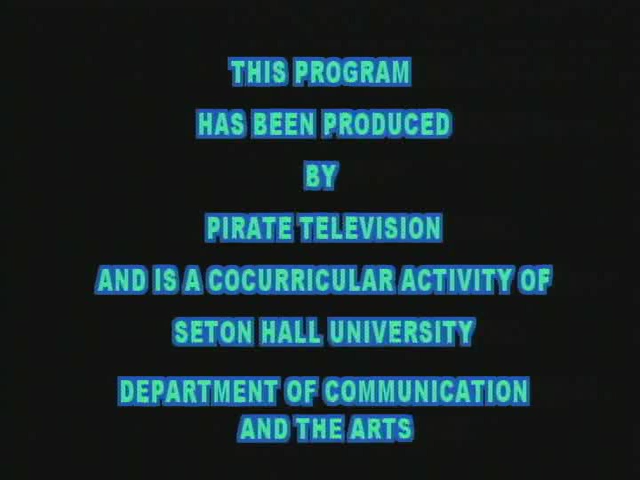 THIS PROGRAM
HAS BEEN PRODUCED
BY
PIRATE TELEVISION
AND IS A COCURRICULAR ACTIVITY OF
SETON HALL UNIVERSITY
DEPARTMENT OF COMMUNICATION
AND THE ARTS